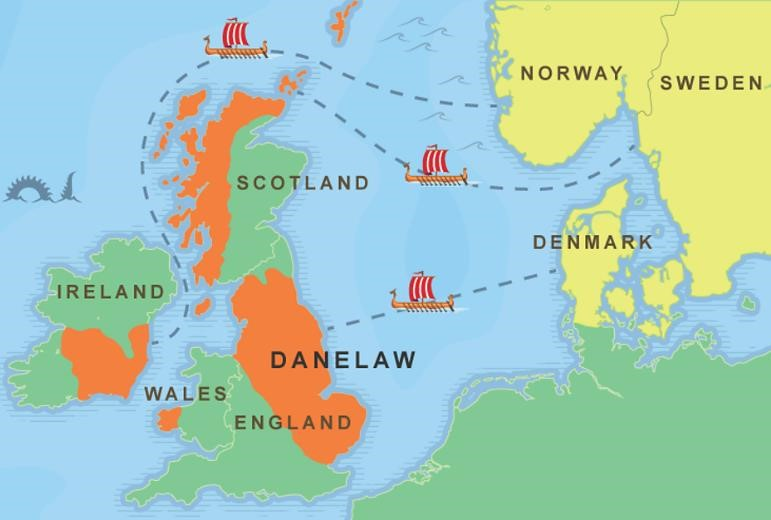 NORWAY
SWEDEN
SCOTLAND
DENMARK
IRELAND
DANELAW
WALES
ENGLAND